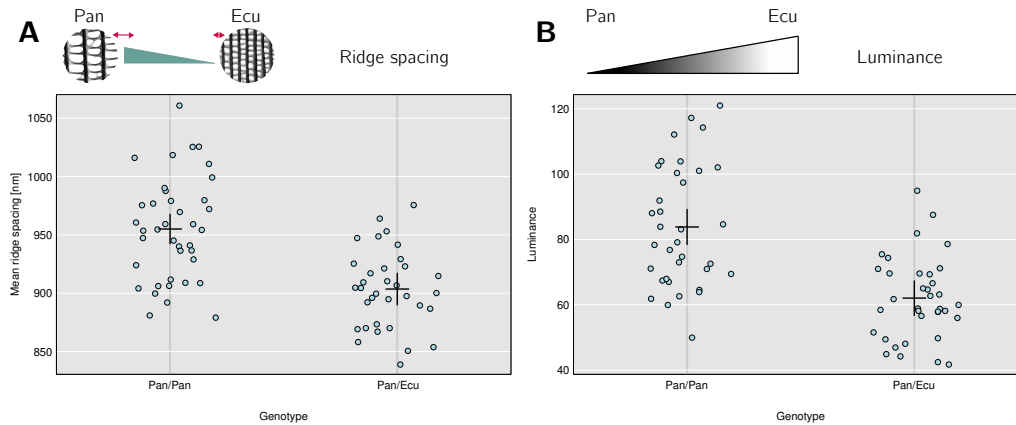 A
Pan
Ecu
Ridge spacing
Mean ridge spacing [nm]
1050
1000
950
900
850
Pan/Pan
Pan/Ecu
Genotype
B
Pan
Ecu
Luminance
Luminance
120
100
80
60
40
Pan/Pan
Pan/Ecu
Genotype